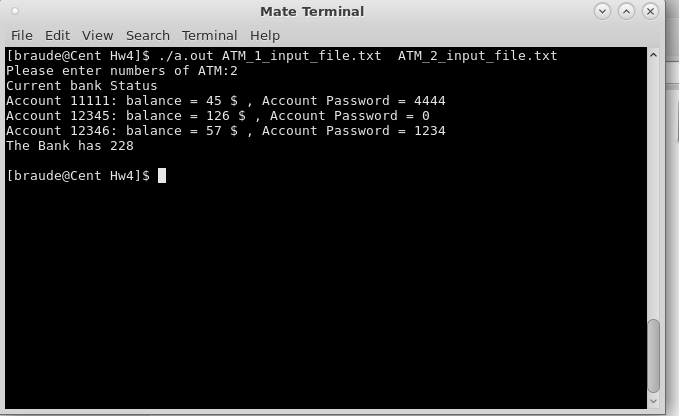 Mate Terminal
File Edit View Search Terminal Help
[braude@Cent Hw4]$ ./a.out ATM_1_input_file.txt  ATM_2_input_file.txt
Please enter numbers of ATM:2
Current bank Status
Account 11111: balance = 45 $ , Account Password = 4444
Account 12345: balance = 126 $ , Account Password = 0
Account 12346: balance = 57 $ , Account Password = 1234
The Bank has 228
[braude@Cent Hw4]$